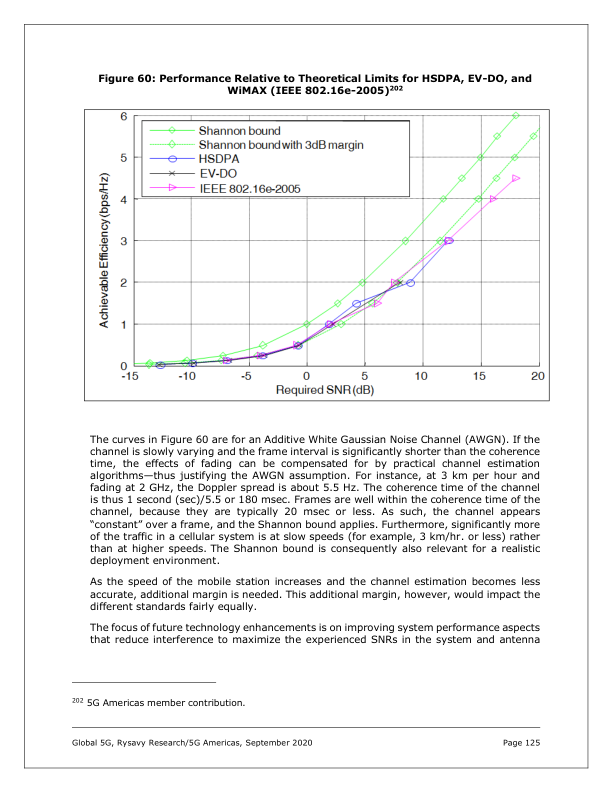 Figure 60: Performance Relative to Theoretical Limits for HSDPA, EV-DO, and
WiMAX (IEEE 802.16e-2005)202
6
5
4
3
2
1
0
Achievable Efficiency (bps/Hz)
Shannon bound
Shannon bound with 3dB margin
HSDPA
EV-DO
IEEE 802.16e-2005
-15 -10 -5 0 5 10 15 20
Required SNR (dB)
The curves in Figure 60 are for an Additive White Gaussian Noise Channel (AWGN). If the
channel is slowly varying and the frame interval is significantly shorter than the coherence
time, the effects of fading can be compensated for by practical channel estimation
algorithms—thus justifying the AWGN assumption. For instance, at 3 km per hour and
fading at 2 GHz, the Doppler spread is about 5.5 Hz. The coherence time of the channel
is thus 1 second (sec)/5.5 or 180 msec. Frames are well within the coherence time of the
channel, because they are typically 20 msec or less. As such, the channel appears
“constant” over a frame, and the Shannon bound applies. Furthermore, significantly more
of the traffic in a cellular system is at slow speeds (for example, 3 km/hr. or less) rather
than at higher speeds. The Shannon bound is consequently also relevant for a realistic
deployment environment.
As the speed of the mobile station increases and the channel estimation becomes less
accurate, additional margin is needed. This additional margin, however, would impact the
different standards fairly equally.
The focus of future technology enhancements is on improving system performance aspects
that reduce interference to maximize the experienced SNRs in the system and antenna
202 5G Americas member contribution.
Global 5G, Rysavy Research/5G Americas, September 2020 Page 125